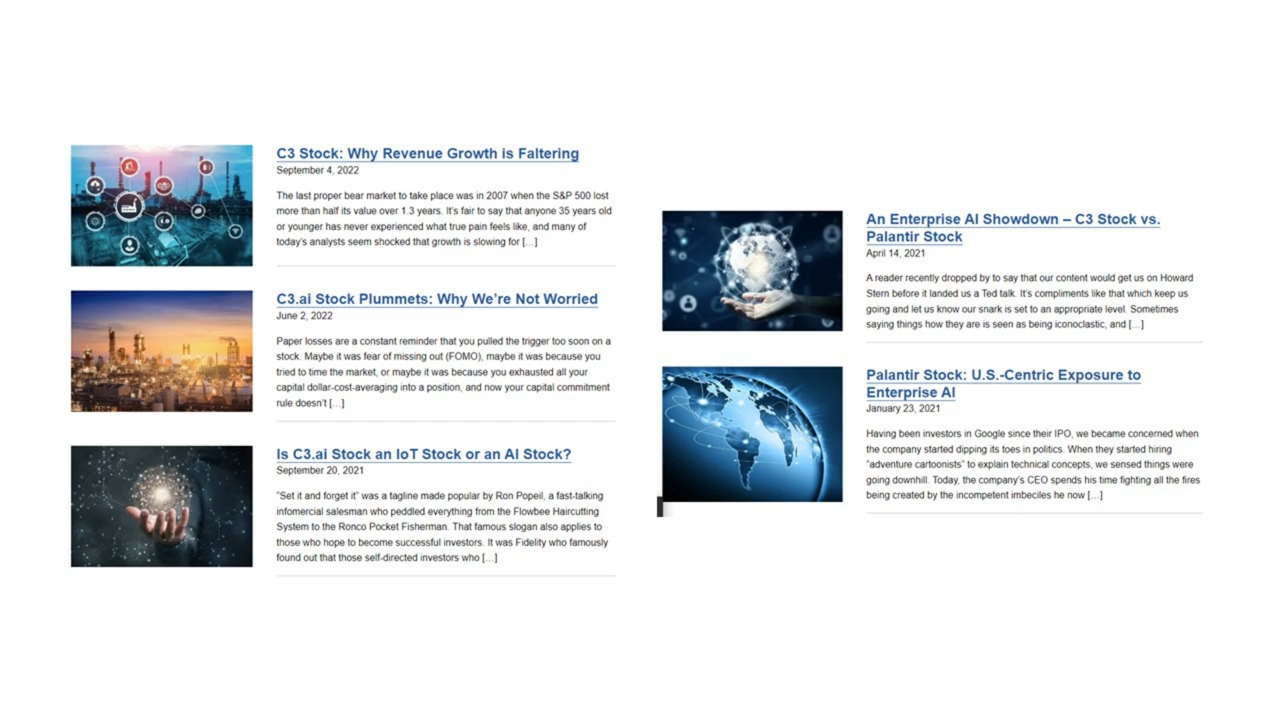 C3 Stock: Why Revenue Growth is Faltering
September 4, 2022
The last proper bear market to take place was in 2007 when the S&P 500 lost
more than half its value over 1.3 years. It's fair to say that anyone 35 years old
or younger has never experienced what true pain feels like, and many of
today's analysts seem shocked that growth is slowing for [...]
C3.ai Stock Plummets: Why We're Not Worried
June 2, 2022
Paper losses are a constant reminder that you pulled the trigger too soon on a
stock. Maybe it was fear of missing out (FOMO), maybe it was because you
tried to time the market, or maybe it was because you exhausted all your
capital dollar-cost-averaging into a position, and now your capital commitment
rule doesn't [...]
Is C3.ai Stock an IoT Stock or an AI Stock?
September 20, 2021
"Set it and forget it" was a tagline made popular by Ron Popeil, a fast-talking
infomercial salesman who peddled everything from the Flowbee Haircutting
System to the Ronco Pocket Fisherman. That famous slogan also applies to
those who hope to become successful investors. It was Fidelity who famously
found out that those self-directed investors who [...]
An Enterprise AI Showdown – C3 Stock vs.
Palantir Stock
April 14, 2021
A reader recently dropped by to say that our content would get us on Howard
Stern before it landed us a Ted talk. It's compliments like that which keep us
going and let us know our snark is set to an appropriate level. Sometimes
saying things how they are is seen as being iconoclastic, and [...]
Palantir Stock: U.S.-Centric Exposure to
Enterprise AI
January 23, 2021
Having been investors in Google since their IPO, we became concerned when
the company started dipping its toes in politics. When they started hiring
"adventure cartoonists" to explain technical concepts, we sensed things were
going downhill. Today, the company's CEO spends his time fighting all the fires
being created by the incompetent imbeciles he now [...]